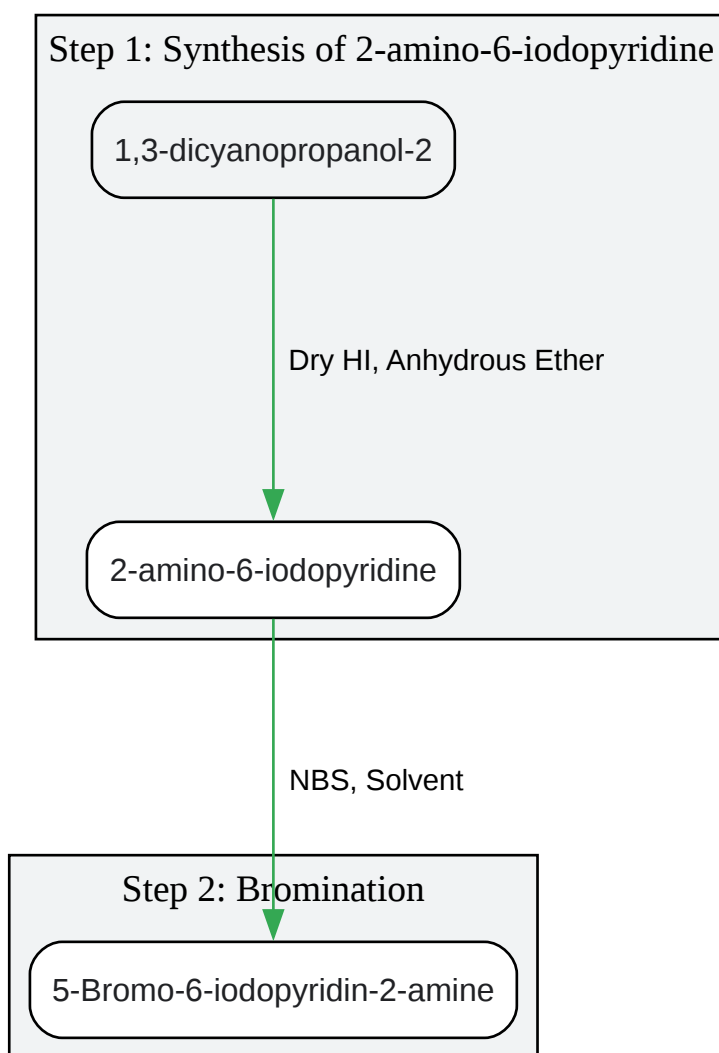 Step 1: Synthesis of 2-amino-6-iodopyridine
1,3-dicyanopropanol-2
Dry HI, Anhydrous Ether
2-amino-6-iodopyridine
NBS, Solvent
Step 2: Bromination
5-Bromo-6-iodopyridin-2-amine